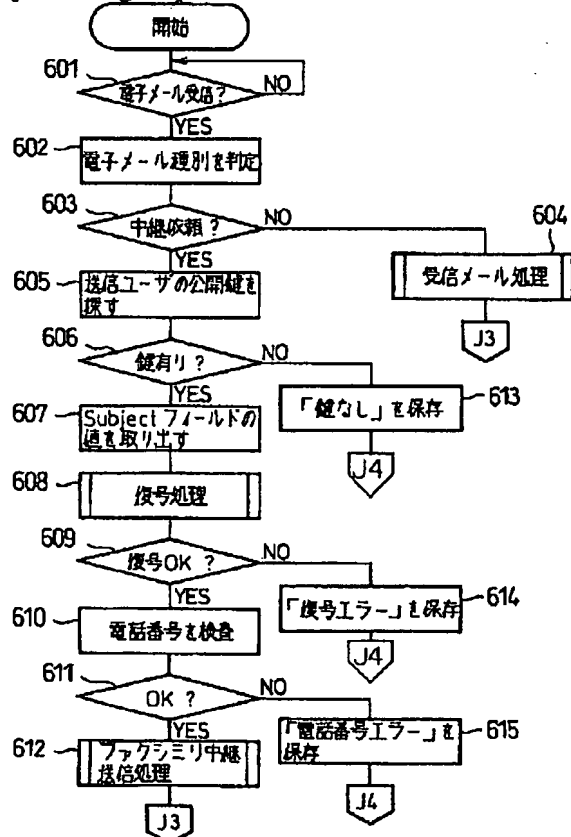 開始
601
電子メール受信?
NO
YES
602
電子メール種別を判定
603
中継依頼?
NO
YES
604
受信メール処理
J3
605
送信ユーザの公開鍵を
探す
606
鍵有り?
NO
YES
613
「鍵なし」を保存
J4
607
Subjectフィールドの
値を取り出す
608
復号処理
609
復号OK?
NO
YES
614
「復号エラー」を保存
J4
610
電話番号を検査
611
OK?
NO
YES
615
「電話番号エラー」を
保存
J4
612
ファクシミリ中継
送信処理
J3